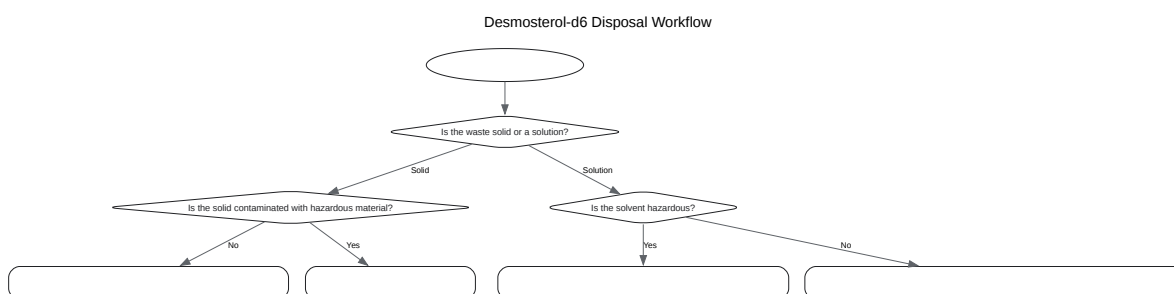 Desmosterol-d6 Disposal Workflow
Is the waste solid or a solution?
Solid
Solution
Is the solid contaminated with hazardous material?
Is the solvent hazardous?
No
Yes
Yes
No